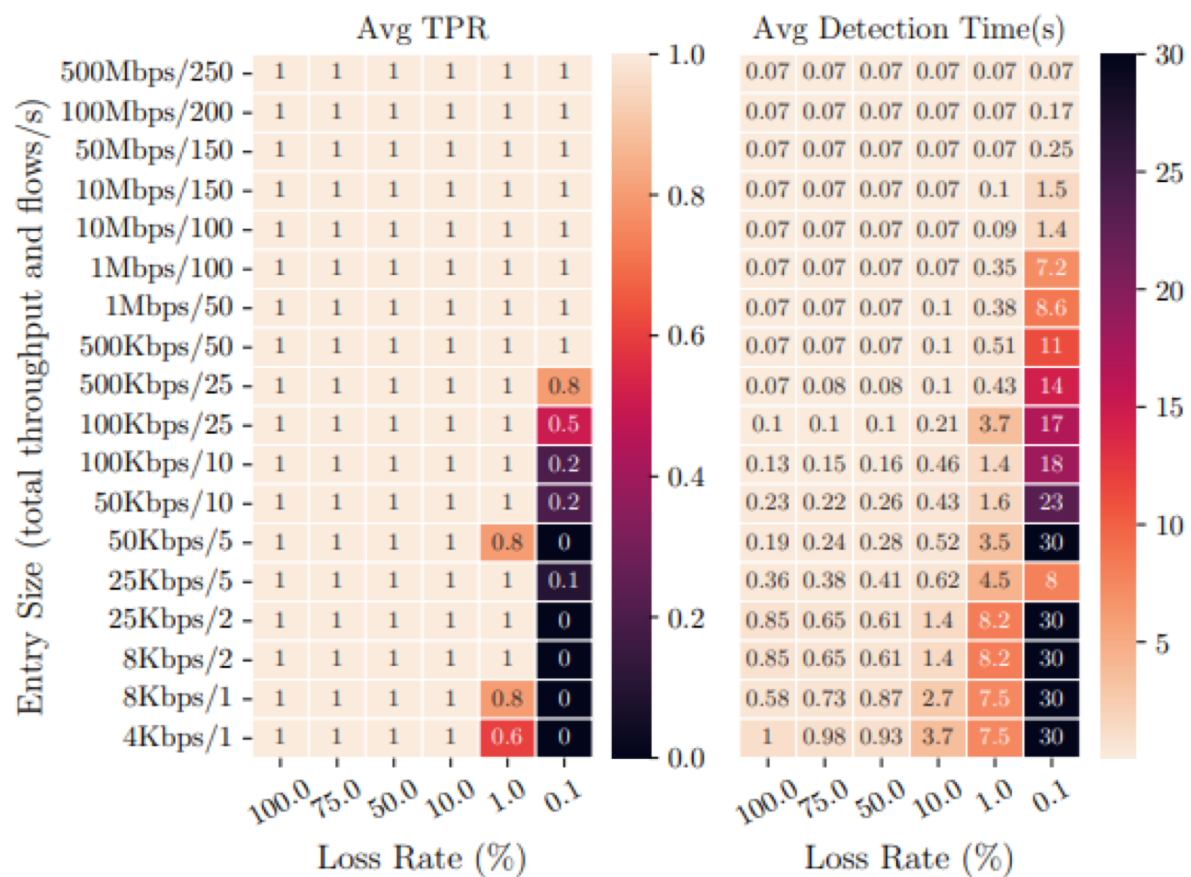 Avg TPR Avg Detection Time(s)
Entry Size (total throughput and flows/s)
500Mbps/250 1 1 1 1 1 1 0.07 0.07 0.07 0.07 0.07 0.07
100Mbps/200 1 1 1 1 1 1 0.07 0.07 0.07 0.07 0.07 0.17
50Mbps/150 1 1 1 1 1 1 0.07 0.07 0.07 0.07 0.07 0.25
10Mbps/150 1 1 1 1 1 1 0.07 0.07 0.07 0.07 0.1 1.5
10Mbps/100 1 1 1 1 1 1 0.07 0.07 0.07 0.07 0.09 1.4
1Mbps/100 1 1 1 1 1 1 0.07 0.07 0.07 0.07 0.35 7.2
1Mbps/50 1 1 1 1 1 1 0.07 0.07 0.07 0.1 0.38 8.6
500Kbps/50 1 1 1 1 1 1 0.07 0.07 0.07 0.1 0.51 11
500Kbps/25 1 1 1 1 1 0.8 0.07 0.08 0.08 0.1 0.43 14
100Kbps/25 1 1 1 1 1 0.5 0.1 0.1 0.1 0.21 3.7 17
100Kbps/10 1 1 1 1 1 0.2 0.13 0.15 0.16 0.46 1.4 18
50Kbps/10 1 1 1 1 1 0.2 0.23 0.22 0.26 0.43 1.6 23
50Kbps/5 1 1 1 1 0.8 0 0.19 0.24 0.28 0.52 3.5 30
25Kbps/5 1 1 1 1 1 0.1 0.36 0.38 0.41 0.62 4.5 8
25Kbps/2 1 1 1 1 1 0 0.85 0.65 0.61 1.4 8.2 30
8Kbps/2 1 1 1 1 1 0 0.85 0.65 0.61 1.4 8.2 30
8Kbps/1 1 1 1 1 0.8 0 0.58 0.73 0.87 2.7 7.5 30
4Kbps/1 1 1 1 1 0.6 0 1 0.98 0.93 3.7 7.5 30
100.0 75.0 50.0 10.0 1.0 0.1 100.0 75.0 50.0 10.0 1.0 0.1
Loss Rate (%) Loss Rate (%)
1.0
0.8
0.6
0.4
0.2
0.0
30
25
20
15
10
5